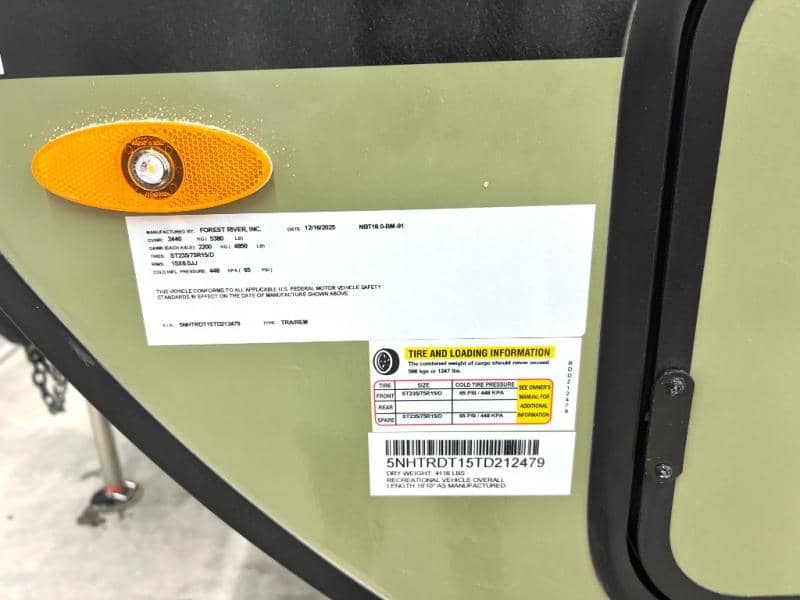 MANUFACTURED BY: FOREST RIVER, INC. DATE: 12/16/2025 NBT16.0-BM-91
GVWR: 2440 KG ( 5380 LB)
GAWR (EACH AXLE) 2200 KG ( 4850 LB)
TIRES: ST235/75R15/D
RIMS: 15X6.0JJ
COLD INFL. PRESSURE: 448 KPA ( 65 PSI )
THIS VEHICLE CONFORMS TO ALL APPLICABLE U.S. FEDERAL MOTOR VEHICLE SAFETY
STANDARDS IN EFFECT ON THE DATE OF MANUFACTURE SHOWN ABOVE.
V.I.N. 5NHTRDT15TD212479 TYPE: TRA/REM
TIRE AND LOADING INFORMATION
The combined weight of cargo should never exceed
566 kgs or 1247 lbs.
TIRE SIZE COLD TIRE PRESSURE
FRONT ST235/75R15/D 65 PSI / 448 KPA
REAR
SPARE ST235/75R15/D 65 PSI / 448 KPA
SEE OWNER'S
MANUAL FOR
ADDITIONAL
INFORMATION
RDD212479
5NHTRDT15TD212479
DRY WEIGHT: 4116 LBS
RECREATIONAL VEHICLE OVERALL
LENGTH 19'10" AS MANUFACTURED.